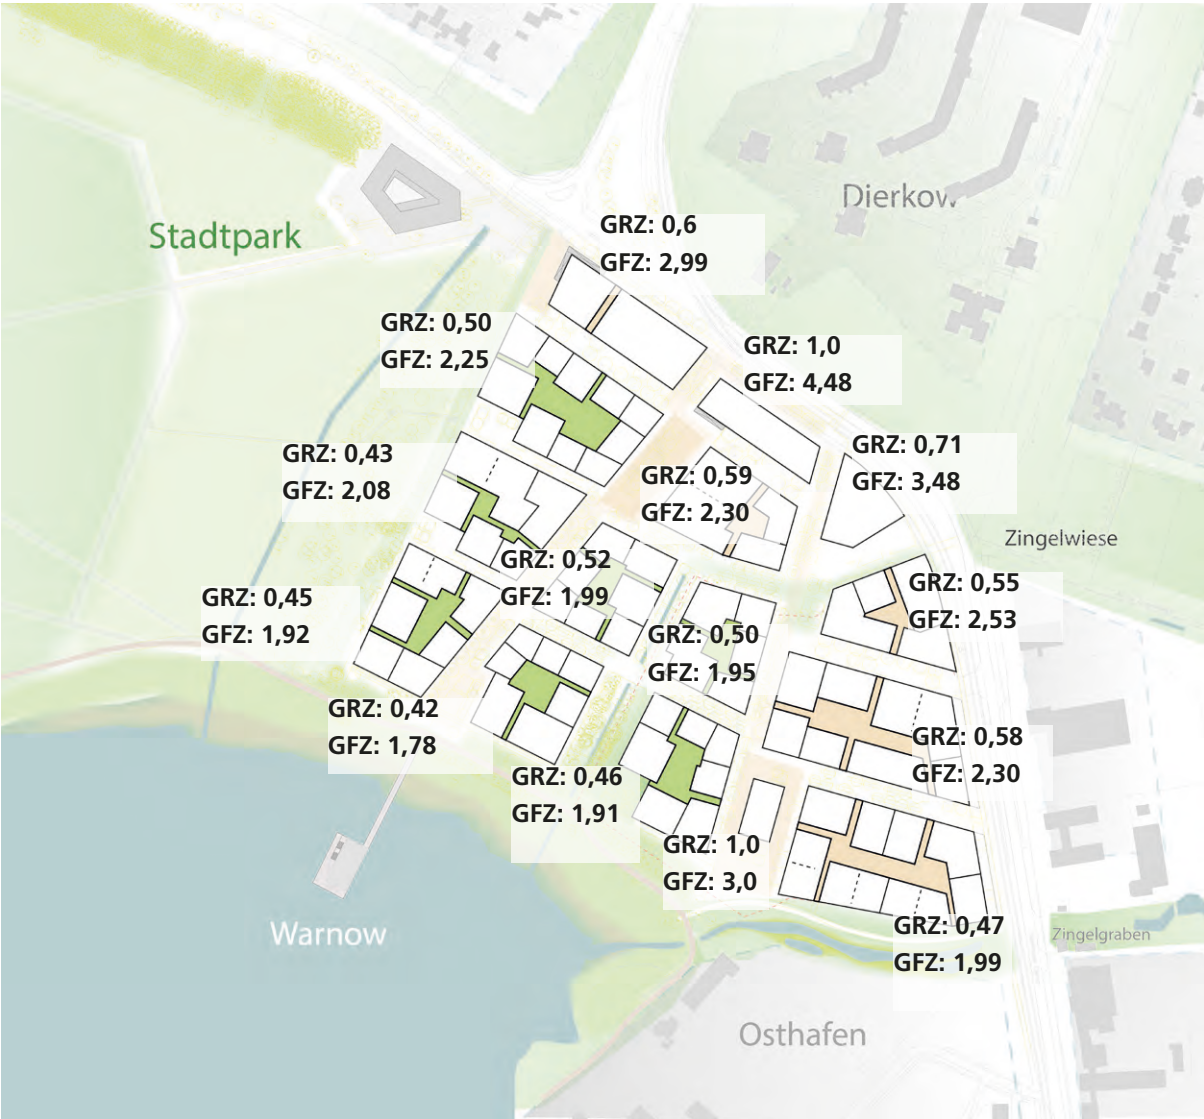 Dierkow
Stadtpark
GRZ: 0,6
GFZ: 2,99
GRZ: 0,50
GFZ: 2,25
GRZ: 1,0
GFZ: 4,48
GRZ: 0,43
GFZ: 2,08
GRZ: 0,71
GFZ: 3,48
GRZ: 0,59
GFZ: 2,30
Zingelwiese
GRZ: 0,52
GFZ: 1,99
GRZ: 0,55
GFZ: 2,53
GRZ: 0,45
GFZ: 1,92
GRZ: 0,50
GFZ: 1,95
GRZ: 0,42
GFZ: 1,78
GRZ: 0,58
GFZ: 2,30
GRZ: 0,46
GFZ: 1,91
GRZ: 1,0
GFZ: 3,0
Warnow
GRZ: 0,47
GFZ: 1,99
Zingelgraben
Osthafen